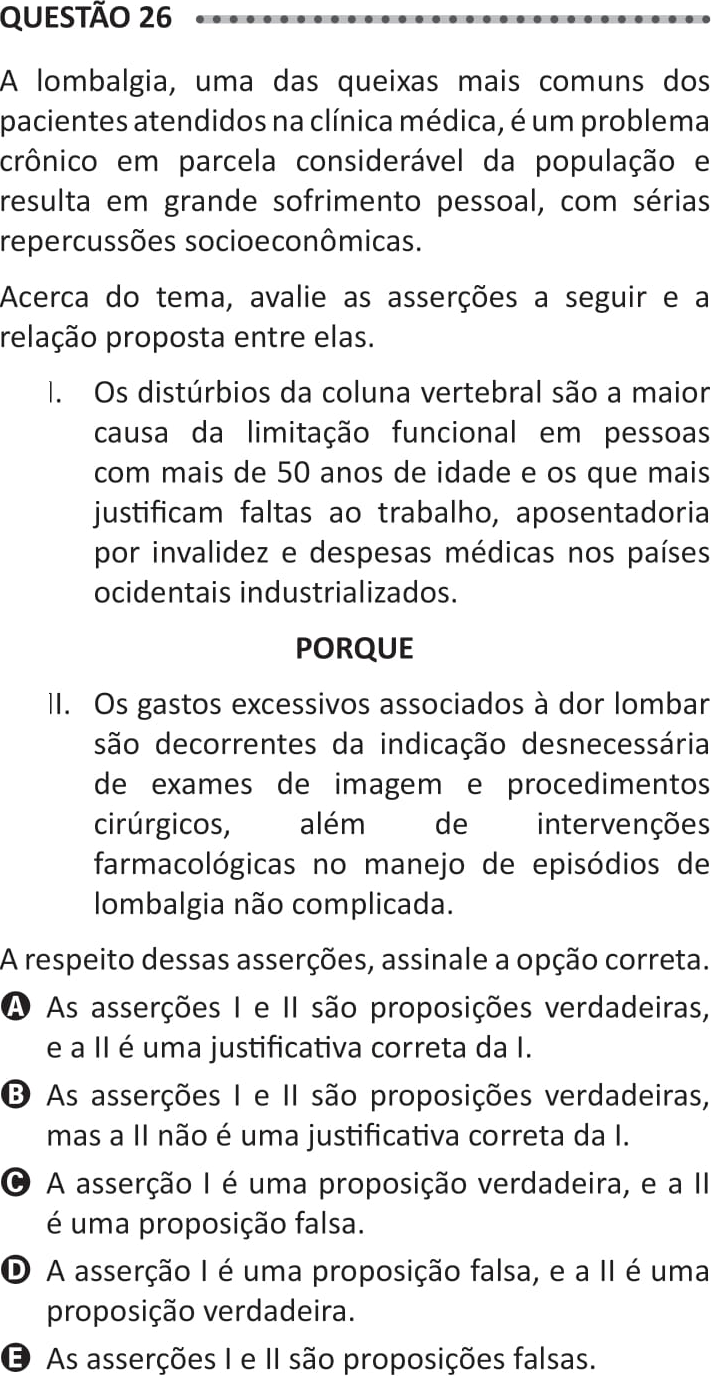 QUESTÃO 26
A lombalgia, uma das queixas mais comuns dos
pacientes atendidos na clínica médica, é um problema
crônico em parcela considerável da população e
resulta em grande sofrimento pessoal, com sérias
repercussões socioeconômicas.
Acerca do tema, avalie as asserções a seguir e a
relação proposta entre elas.
I. Os distúrbios da coluna vertebral são a maior
causa da limitação funcional em pessoas
com mais de 50 anos de idade e os que mais
justificam faltas ao trabalho, aposentadoria
por invalidez e despesas médicas nos países
ocidentais industrializados.
PORQUE
II. Os gastos excessivos associados à dor lombar
são decorrentes da indicação desnecessária
de exames de imagem e procedimentos
cirúrgicos, além de intervenções
farmacológicas no manejo de episódios de
lombalgia não complicada.
A respeito dessas asserções, assinale a opção correta.
A As asserções I e II são proposições verdadeiras,
e a II é uma justificativa correta da I.
B As asserções I e II são proposições verdadeiras,
mas a II não é uma justificativa correta da I.
C A asserção I é uma proposição verdadeira, e a II
é uma proposição falsa.
D A asserção I é uma proposição falsa, e a II é uma
proposição verdadeira.
E As asserções I e II são proposições falsas.